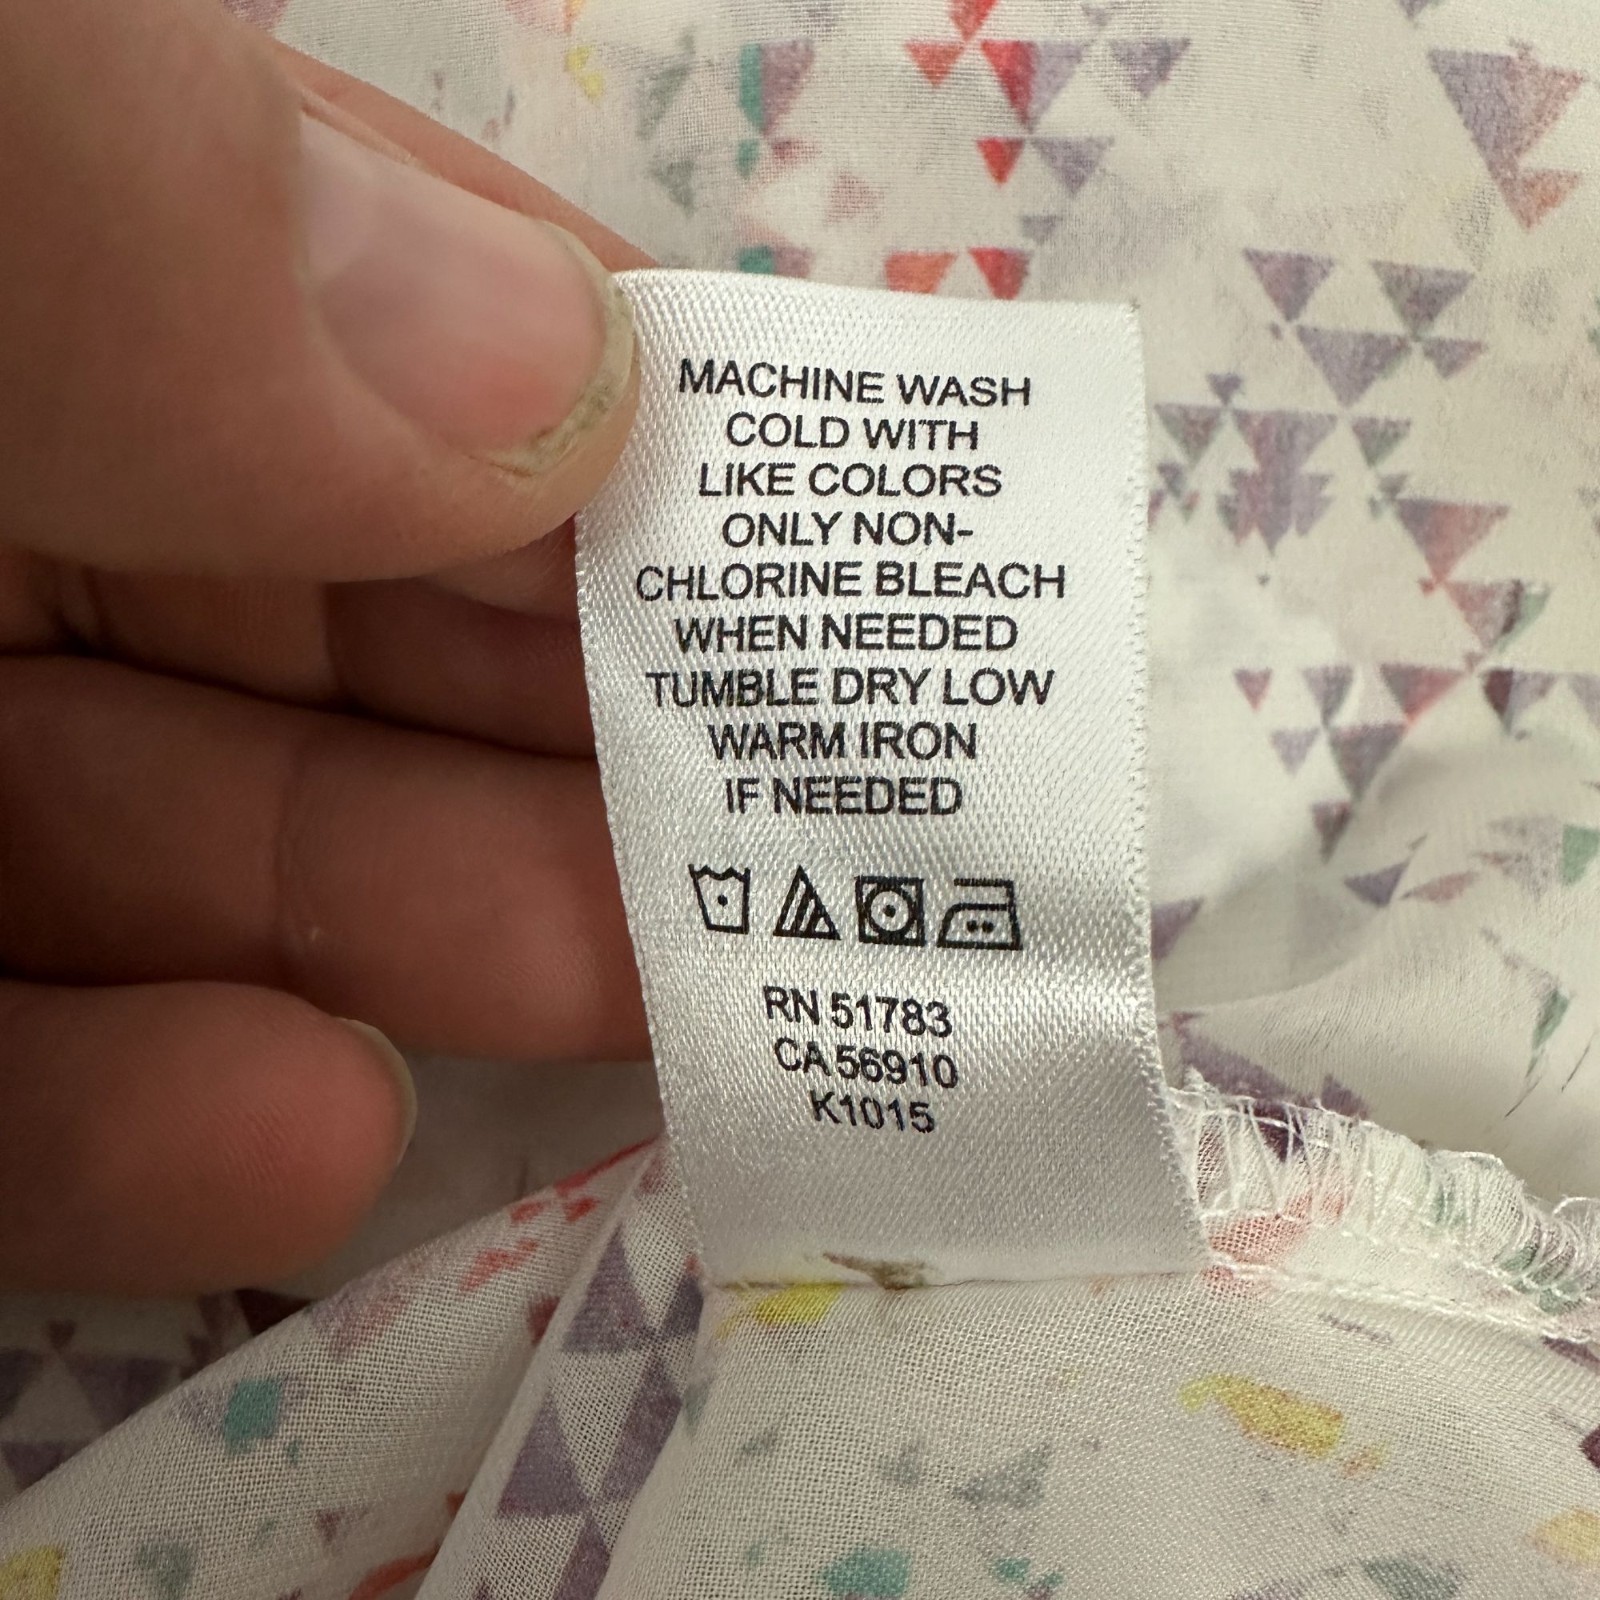 MACHINE WASH
COLD WITH
LIKE COLORS
ONLY NON-
CHLORINE BLEACH
WHEN NEEDED
TUMBLE DRY LOW
WARM IRON
IF NEEDED
RN 51783
CA 56910
K1015